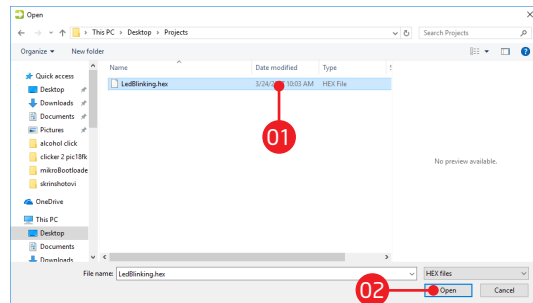 Open
This PC > Desktop > Projects
Search Projects
Organize
New folder
Name
Date modified
Type
LedBlinking.hex
3/24/ 10:03 AM
HEX File
01
Quick access
Desktop
Downloads
Documents
Pictures
alcohol click
clicker 2 pic18fk
mikroBootloade
skrinshotovi
OneDrive
This PC
Desktop
Documents
Downloads
No preview available.
File name:
LedBlinking.hex
HEX files
02
Open
Cancel